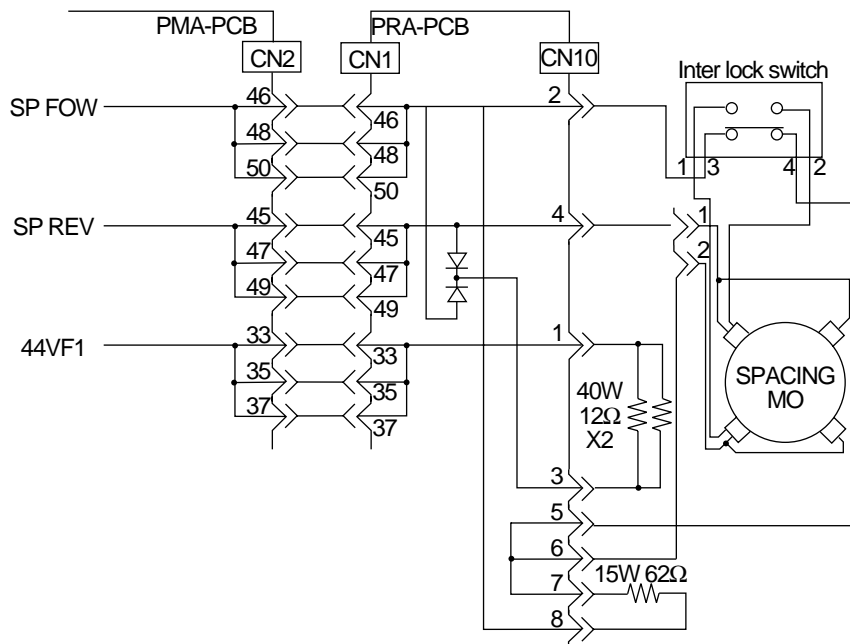 PMA-PCB
PRA-PCB
CN2
CN1
CN10
Inter lock switch
SP FOW
46
46
2
48
48
50
50
1
3
4
2
SP REV
45
45
4
1
47
47
2
49
49
44VF1
33
33
1
35
35
37
37
SPACING
MO
40W
12Ω
X2
3
5
6
7
15W 62Ω
8